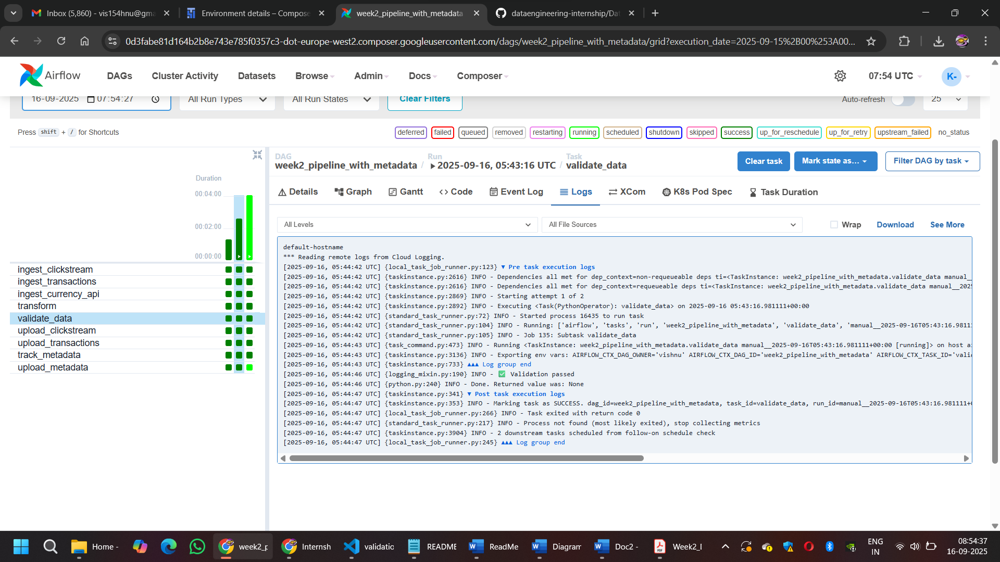 Inbox (5,860) - vis154hnu@gma
Environment details – Compose
week2_pipeline_with_metadata
dataengineering-internship/Dat
0d3fabe81d164b2b8e743e785f0357c3-dot-europe-west2.composer.googleusercontent.com/dags/week2_pipeline_with_metadata/grid?execution_date=2025-09-15%2B00%253A00...
Airflow
DAGs
Cluster Activity
Datasets
Browse
Admin
Docs
Composer
07:54 UTC
K-
16-09-2025 07:54:27
All Run Types
All Run States
Clear Filters
Auto-refresh
25
Press shift + / for Shortcuts
deferred
failed
queued
removed
restarting
running
scheduled
shutdown
skipped
success
up_for_reschedule
up_for_retry
upstream_failed
no_status
DAG
week2_pipeline_with_metadata /
Run
2025-09-16, 05:43:16 UTC /
Task
validate_data
Clear task
Mark state as…
Filter DAG by task
Duration
00:04:00
00:02:00
00:00:00
ingest_clickstream
ingest_transactions
ingest_currency_api
transform
validate_data
upload_clickstream
upload_transactions
track_metadata
upload_metadata
Details
Graph
Gantt
Code
Event Log
Logs
XCom
K8s Pod Spec
Task Duration
All Levels
All File Sources
Wrap
Download
See More
default-hostname
*** Reading remote logs from Cloud Logging.
[2025-09-16, 05:44:42 UTC] {local_task_job_runner.py:123} ▼ Pre task execution logs
[2025-09-16, 05:44:42 UTC] {taskinstance.py:2616} INFO - Dependencies all met for dep_context=non-requeueable deps ti=<TaskInstance: week2_pipeline_with_metadata.validate_data manual_
[2025-09-16, 05:44:42 UTC] {taskinstance.py:2616} INFO - Dependencies all met for dep_context=requeueable deps ti=<TaskInstance: week2_pipeline_with_metadata.validate_data manual__202
[2025-09-16, 05:44:42 UTC] {taskinstance.py:2869} INFO - Starting attempt 1 of 2
[2025-09-16, 05:44:42 UTC] {taskinstance.py:2892} INFO - Executing <Task(PythonOperator): validate_data> on 2025-09-16 05:43:16.981111+00:00
[2025-09-16, 05:44:42 UTC] {standard_task_runner.py:72} INFO - Started process 16435 to run task
[2025-09-16, 05:44:42 UTC] {standard_task_runner.py:104} INFO - Running: ['airflow', 'tasks', 'run', 'week2_pipeline_with_metadata', 'validate_data', 'manual__2025-09-16T05:43:16.9811
[2025-09-16, 05:44:42 UTC] {standard_task_runner.py:105} INFO - Job 135: Subtask validate_data
[2025-09-16, 05:44:43 UTC] {task_command.py:473} INFO - Running <TaskInstance: week2_pipeline_with_metadata.validate_data manual__2025-09-16T05:43:16.981111+00:00 [running]> on host ai
[2025-09-16, 05:44:43 UTC] {taskinstance.py:3136} INFO - Exporting env vars: AIRFLOW_CTX_DAG_OWNER='vishnu' AIRFLOW_CTX_DAG_ID='week2_pipeline_with_metadata' AIRFLOW_CTX_TASK_ID='vali
[2025-09-16, 05:44:43 UTC] {taskinstance.py:733} ▲▲▲ Log group end
[2025-09-16, 05:44:46 UTC] {logging_mixin.py:190} INFO - ✅ Validation passed
[2025-09-16, 05:44:46 UTC] {python.py:240} INFO - Done. Returned value was: None
[2025-09-16, 05:44:47 UTC] {taskinstance.py:341} ▼ Post task execution logs
[2025-09-16, 05:44:47 UTC] {taskinstance.py:353} INFO - Marking task as SUCCESS. dag_id=week2_pipeline_with_metadata, task_id=validate_data, run_id=manual__2025-09-16T05:43:16.981111+
[2025-09-16, 05:44:47 UTC] {local_task_job_runner.py:266} INFO - Task exited with return code 0
[2025-09-16, 05:44:47 UTC] {standard_task_runner.py:217} INFO - Process not found (most likely exited), stop collecting metrics
[2025-09-16, 05:44:47 UTC] {taskinstance.py:3904} INFO - 2 downstream tasks scheduled from follow-on schedule check
[2025-09-16, 05:44:47 UTC] {local_task_job_runner.py:245} ▲▲▲ Log group end
Home -
week2_p
Internsh
validatio
README
ReadMe
Diagram
Doc2 -
Week2_
ENG
IN
08:54:37
16-09-2025